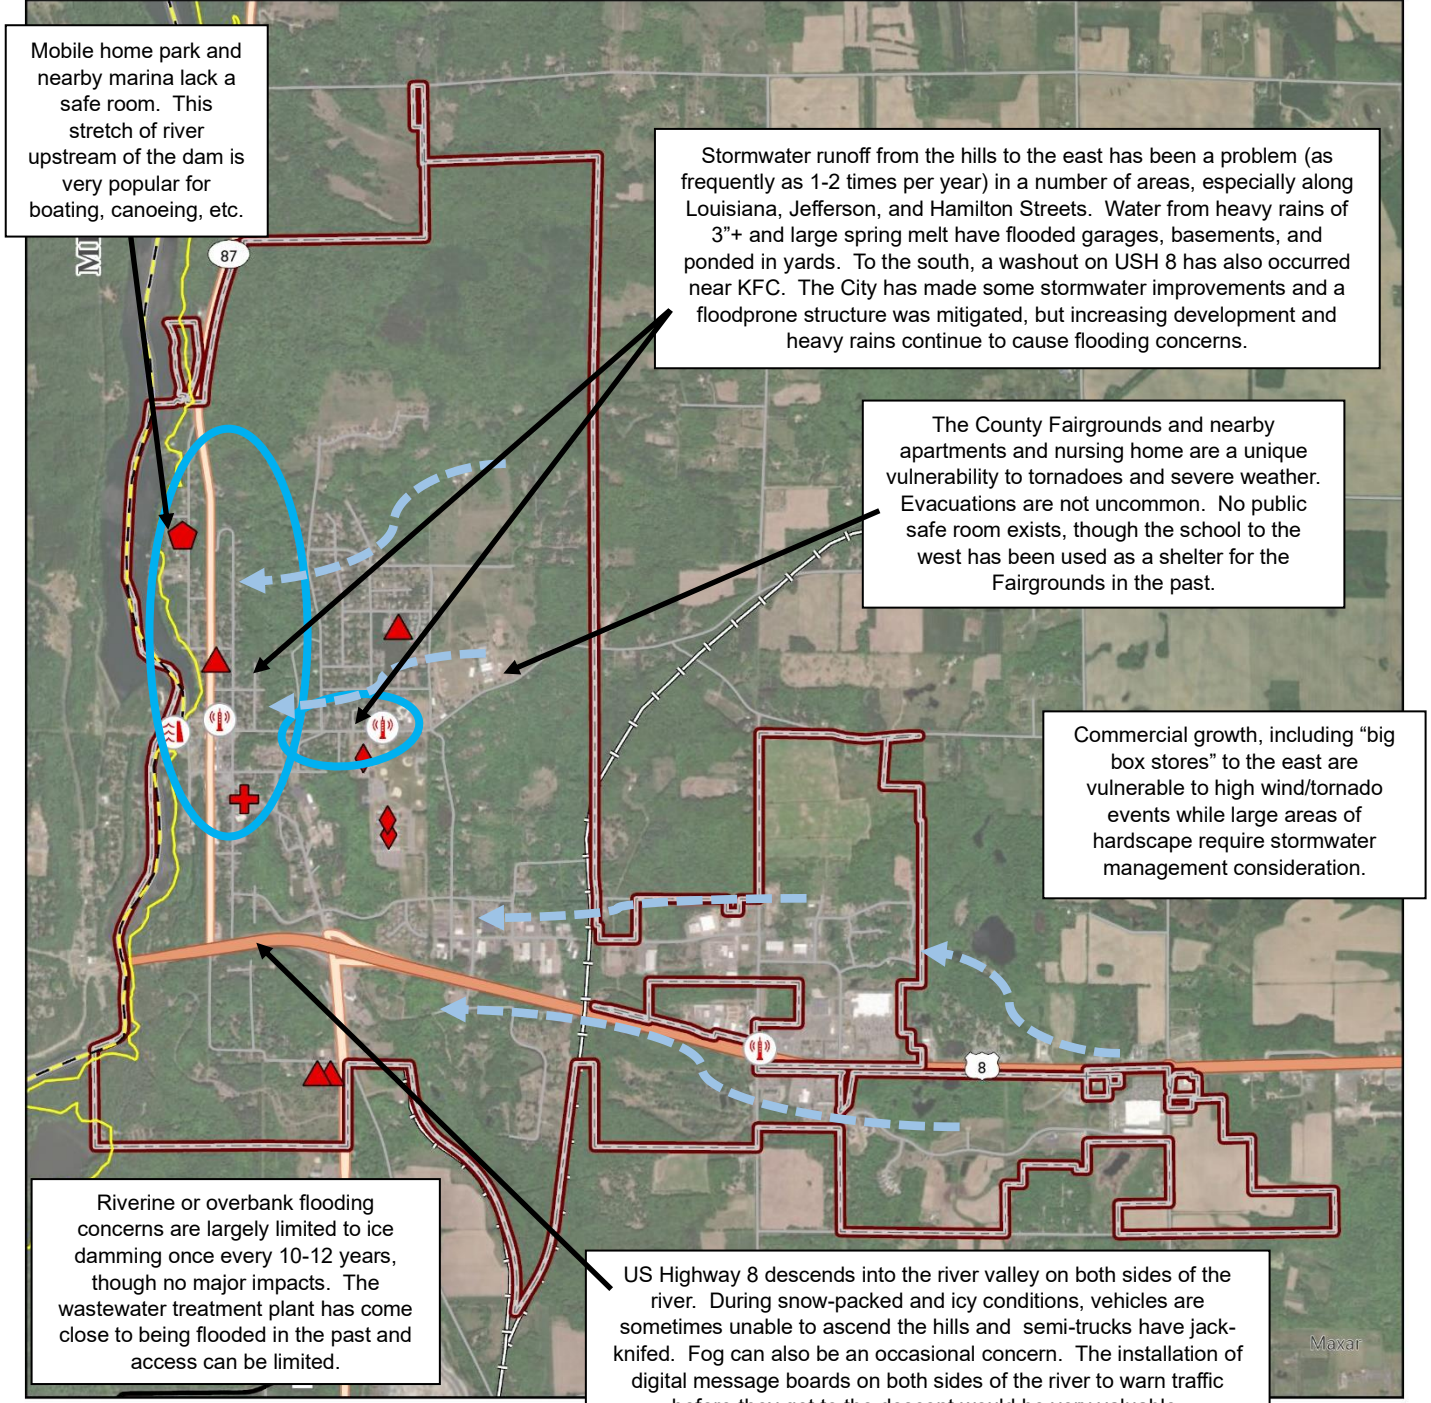 Mobile home park and
nearby marina lack a
safe room.  This
stretch of river
upstream of the dam is
very popular for
boating, canoeing, etc.
MI
87
Stormwater runoff from the hills to the east has been a problem (as
frequently as 1-2 times per year) in a number of areas, especially along
Louisiana, Jefferson, and Hamilton Streets.  Water from heavy rains of
3”+ and large spring melt have flooded garages, basements, and
ponded in yards.  To the south, a washout on USH 8 has also occurred
near KFC.  The City has made some stormwater improvements and a
floodprone structure was mitigated, but increasing development and
heavy rains continue to cause flooding concerns.
The County Fairgrounds and nearby
apartments and nursing home are a unique
vulnerability to tornadoes and severe weather.
Evacuations are not uncommon.  No public
safe room exists, though the school to the
west has been used as a shelter for the
Fairgrounds in the past.
Commercial growth, including “big
box stores” to the east are
vulnerable to high wind/tornado
events while large areas of
hardscape require stormwater
management consideration.
8
Riverine or overbank flooding
concerns are largely limited to ice
damming once every 10-12 years,
though no major impacts.  The
wastewater treatment plant has come
close to being flooded in the past and
access can be limited.
US Highway 8 descends into the river valley on both sides of the
river.  During snow-packed and icy conditions, vehicles are
sometimes unable to ascend the hills and  semi-trucks have jack-
knifed.  Fog can also be an occasional concern.  The installation of
digital message boards on both sides of the river to warn traffic
before they get to the descent would be very valuable.
Maxar